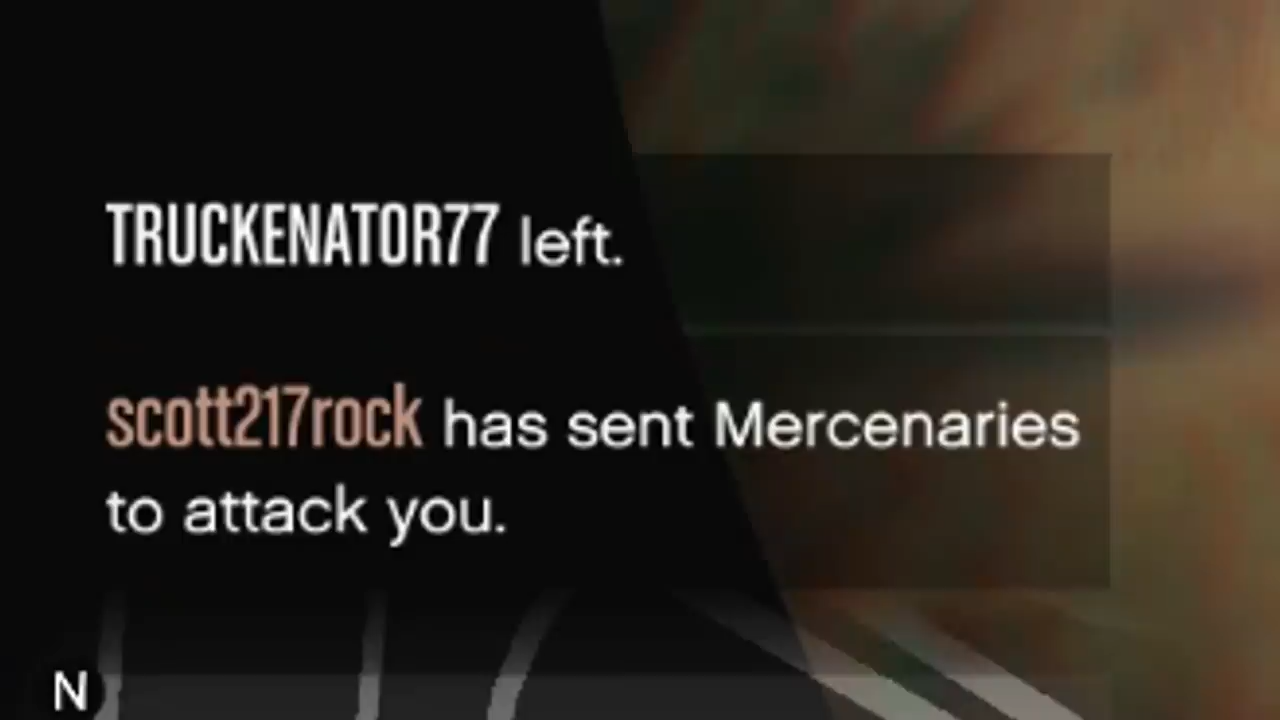 TRUCKENATOR77 left.
scott217rock has sent Mercenaries
to attack you.
N